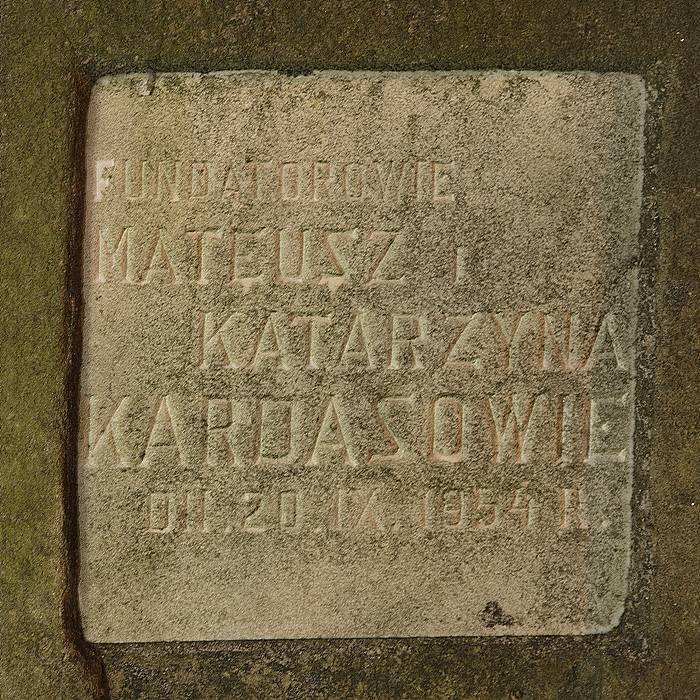 FUNDATOROWIE
MATEUSZ i
KATARZYNA
KARDASOWIE
DN.20.IX.1954 R.